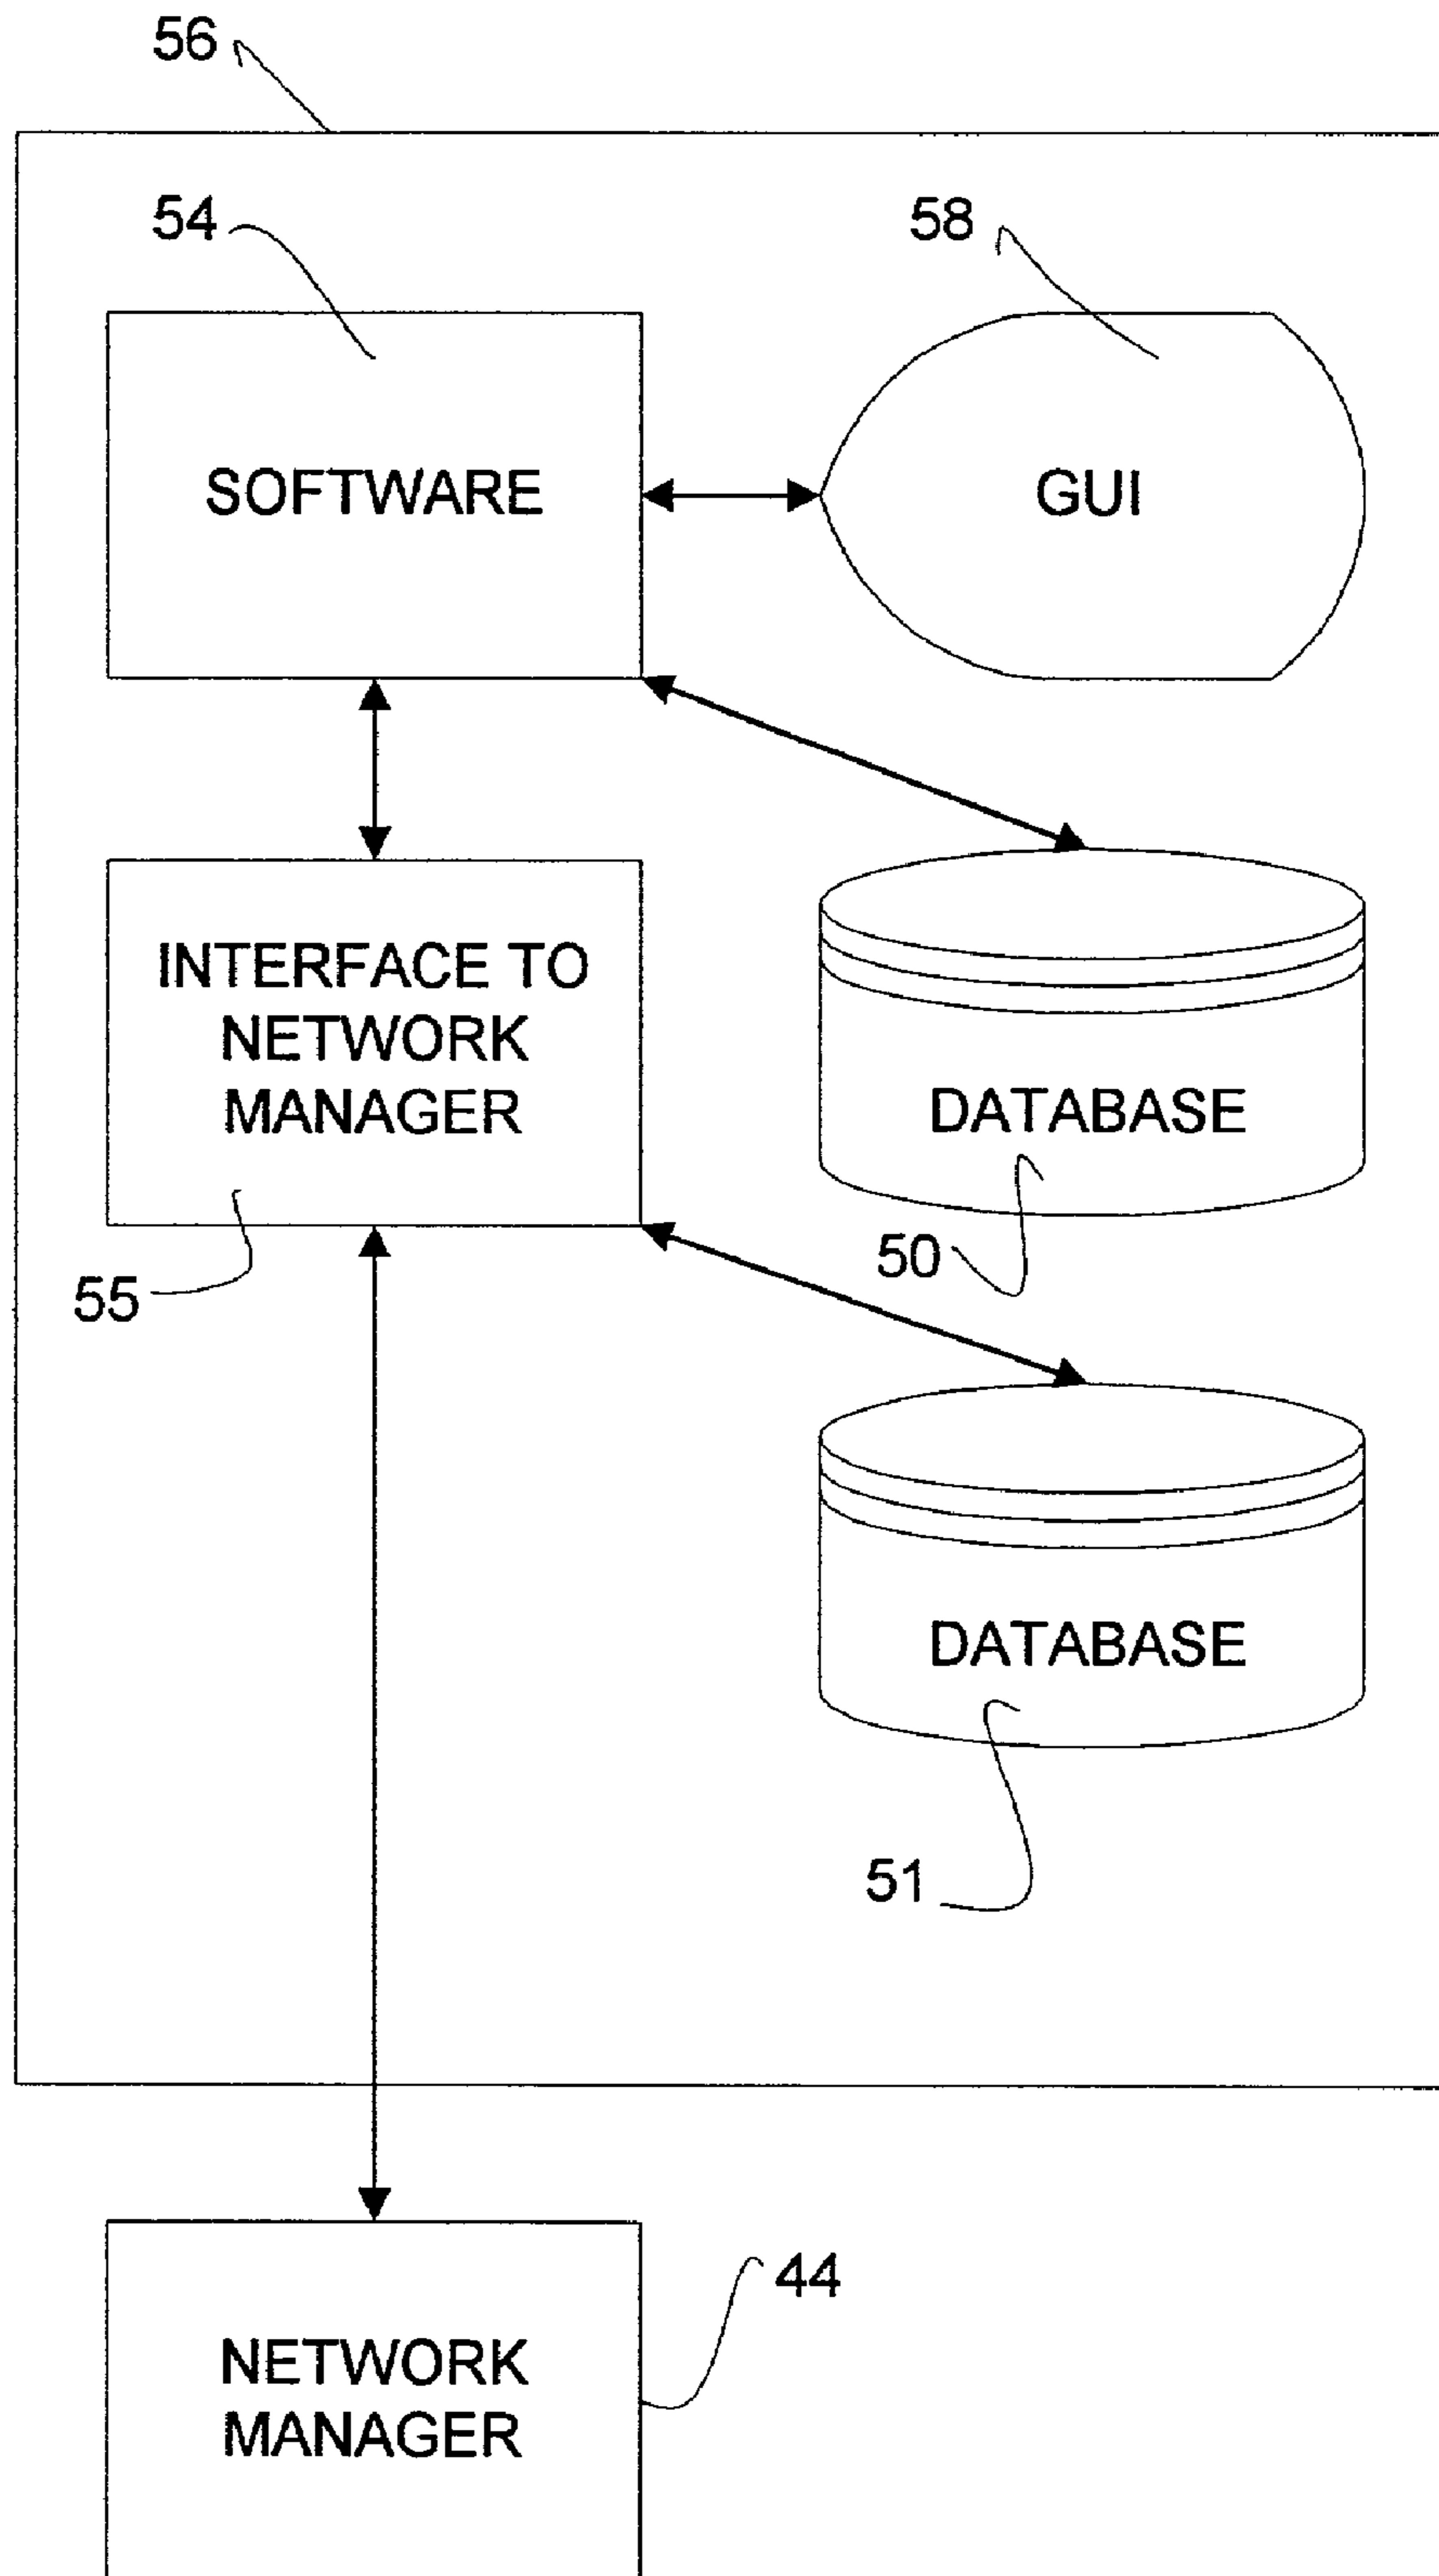 56
54
58
SOFTWARE
GUI
INTERFACE TO
NETWORK
MANAGER
DATABASE
50
55
DATABASE
51
44
NETWORK
MANAGER